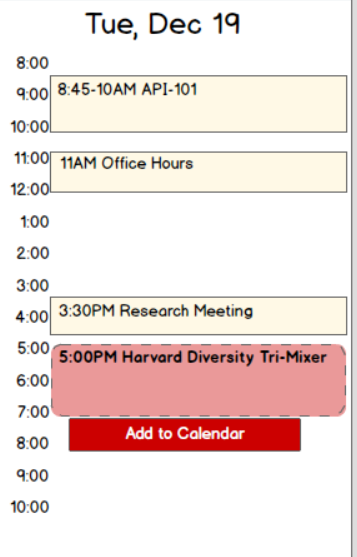 Tue, Dec 19
8:00
9:00
8:45-10AM API-101
10:00
11:00
11AM Office Hours
12:00
1:00
2:00
3:00
3:30PM Research Meeting
4:00
5:00
5:00PM Harvard Diversity Tri-Mixer
6:00
7:00
Add to Calendar
8:00
9:00
10:00